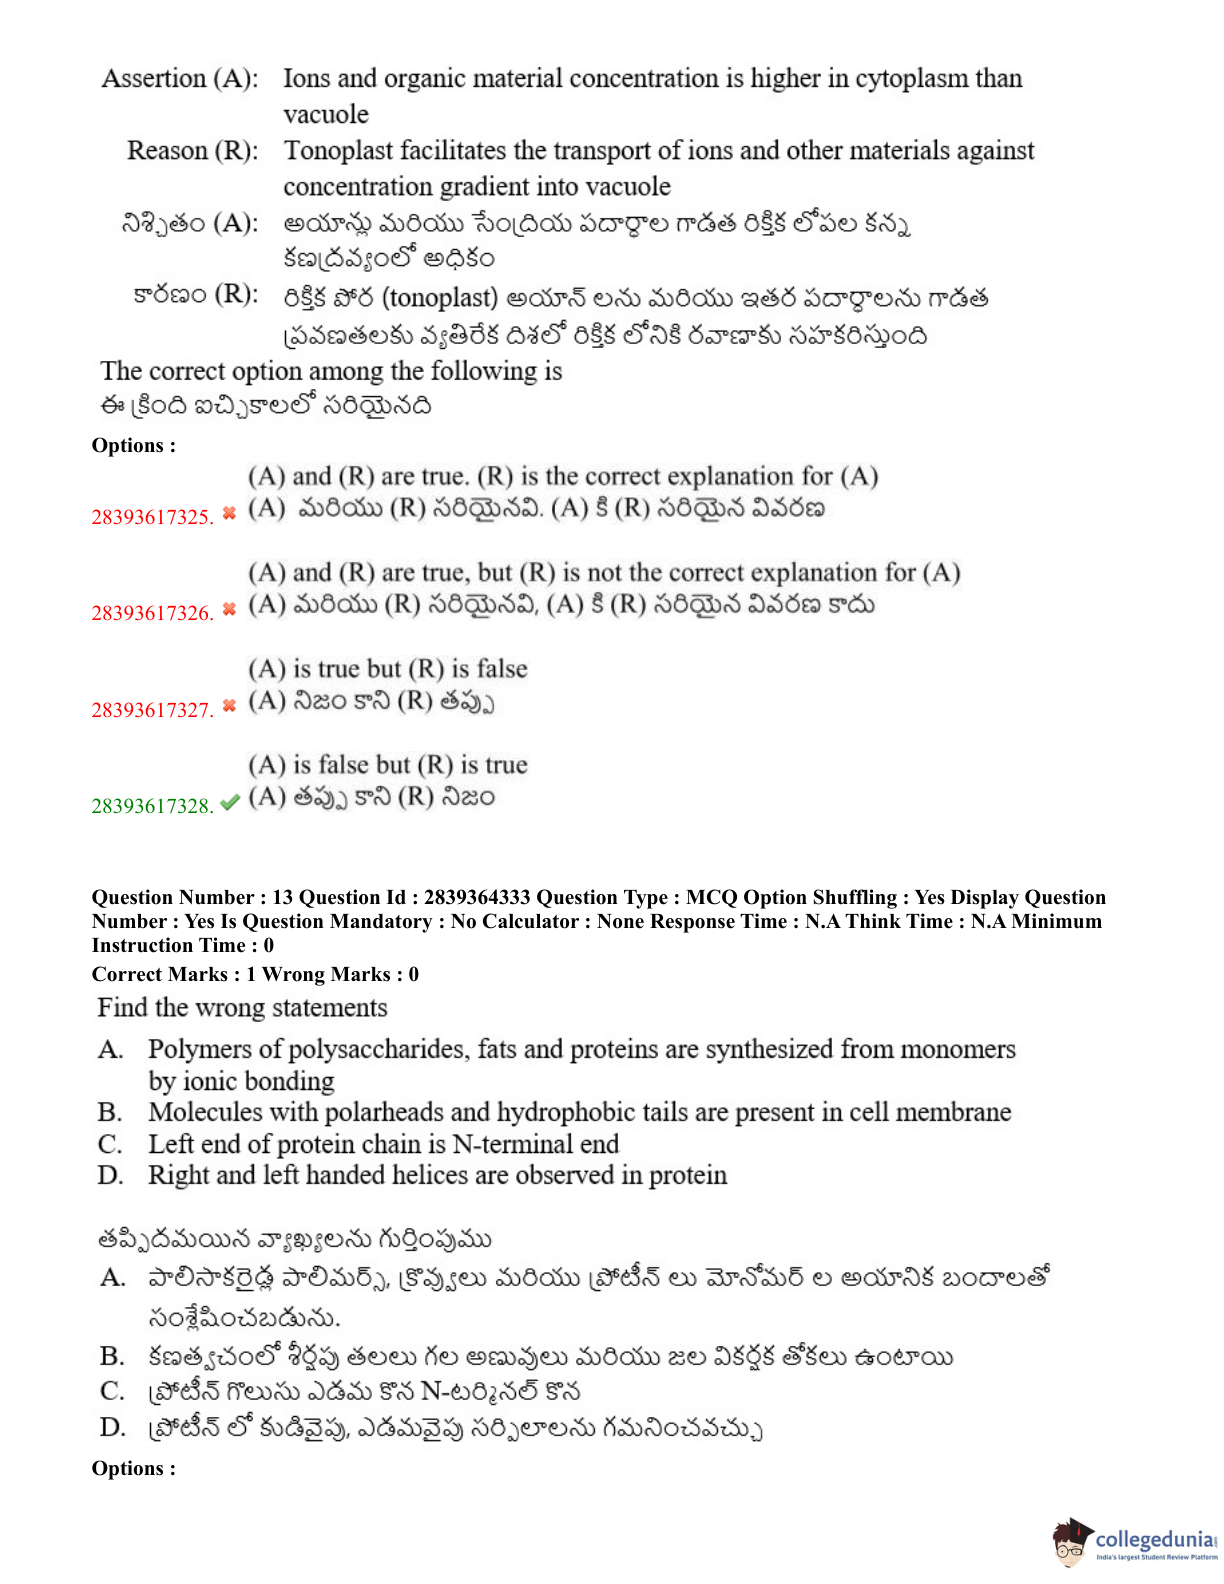 Assertion (A): Ions and organic material concentration is higher in cytoplasm than
vacuole
Reason (R): Tonoplast facilitates the transport of ions and other materials against
concentration gradient into vacuole
నిశ్చితం (A): అయాన్లు మరియు సేంద్రియ పదార్ధాల గాడత రిక్తిక లోపల కన్న
కణద్రవ్యంలో అధికం
కారణం (R): రిక్తిక పోర (tonoplast) అయాన్ లను మరియు ఇతర పదార్ధాలను గాడత
ప్రవణతలకు వ్యతిరేక దిశలో రిక్తిక లోనికి రవాణాకు సహకరిస్తుంది
The correct option among the following is
ఈ క్రింది ఐచ్చికాలలో సరియైనది
Options :
(A) and (R) are true. (R) is the correct explanation for (A)
28393617325. (A) మరియు (R) సరియైనవి. (A) కి (R) సరియైన వివరణ
(A) and (R) are true, but (R) is not the correct explanation for (A)
28393617326. (A) మరియు (R) సరియైనవి, (A) కి (R) సరియైన వివరణ కాదు
(A) is true but (R) is false
28393617327. (A) నిజం కాని (R) తప్పు
(A) is false but (R) is true
28393617328. (A) తప్పు కాని (R) నిజం
Question Number : 13 Question Id : 2839364333 Question Type : MCQ Option Shuffling : Yes Display Question
Number : Yes Is Question Mandatory : No Calculator : None Response Time : N.A Think Time : N.A Minimum
Instruction Time : 0
Correct Marks : 1 Wrong Marks : 0
Find the wrong statements
A. Polymers of polysaccharides, fats and proteins are synthesized from monomers
by ionic bonding
B. Molecules with polarheads and hydrophobic tails are present in cell membrane
C. Left end of protein chain is N-terminal end
D. Right and left handed helices are observed in protein
తప్పిదమయిన వ్యాఖ్యలను గుర్తింపుము
A. పాలిసాకరైడ్ల పాలిమర్స్, క్రొవ్వులు మరియు ప్రోటీన్ లు మోనోమర్ ల అయానిక బందాలతో
సంశ్లేషించబడును.
B. కణత్వచంలో శీర్షపు తలలు గల అణువులు మరియు జల వికర్షక తోకలు ఉంటాయి
C. ప్రోటీన్ గొలుసు ఎడమ కొన N-టర్మినల్ కొన
D. ప్రోటీన్ లో కుడివైపు, ఎడమవైపు సర్పిలాలను గమనించవచ్చు
Options :
collegedunia
India's largest Student Review Platform